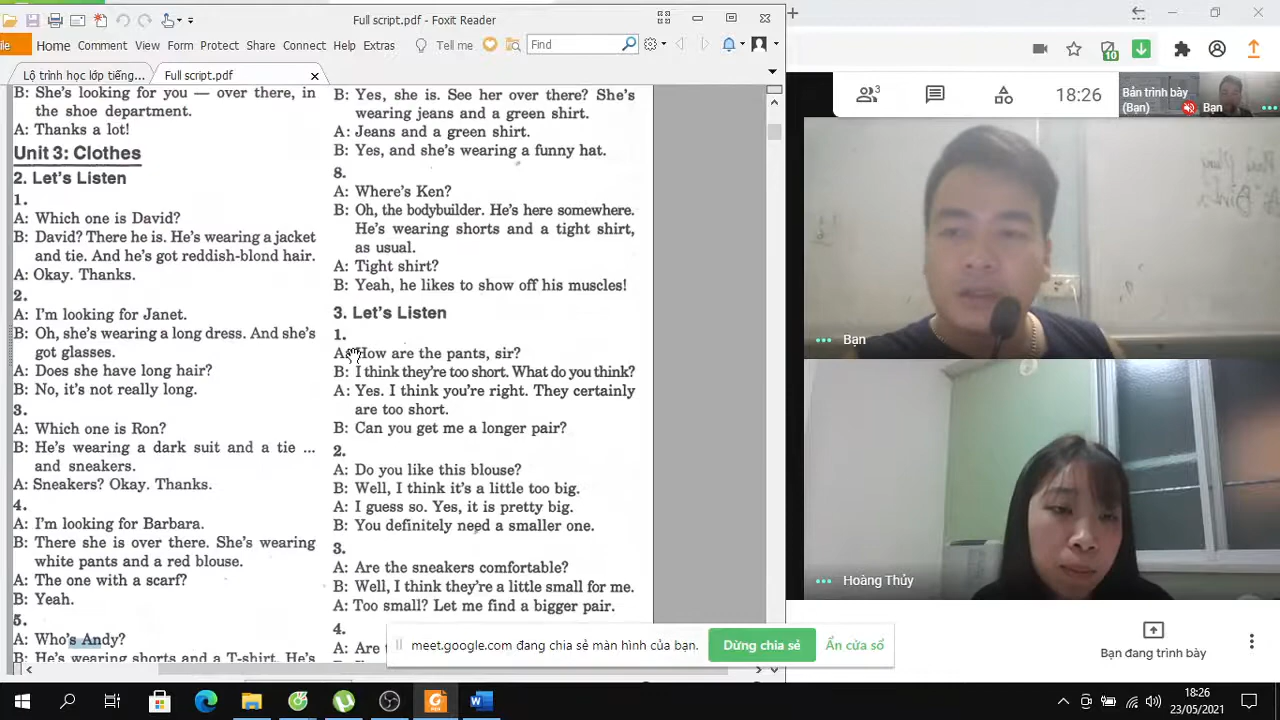 Full script.pdf - Foxit Reader
ile
Home
Comment
View
Form
Protect
Share
Connect
Help
Extras
Tell me
Find
Lộ trình học lớp tiếng...
Full script.pdf
B: She's looking for you — over there, in
the shoe department.
A: Thanks a lot!
Unit 3: Clothes
2. Let's Listen
1.
A: Which one is David?
B: David? There he is. He's wearing a jacket
and tie. And he's got reddish-blond hair.
A: Okay. Thanks.
2.
A: I'm looking for Janet.
B: Oh, she's wearing a long dress. And she's
got glasses.
A: Does she have long hair?
B: No, it's not really long.
3.
A: Which one is Ron?
B: He's wearing a dark suit and a tie ...
and sneakers.
A: Sneakers? Okay. Thanks.
4.
A: I'm looking for Barbara.
B: There she is over there. She's wearing
white pants and a red blouse.
A: The one with a scarf?
B: Yeah.
5.
A: Who's Andy?
B: He's wearing shorts and a T-shirt. He's
B: Yes, she is. See her over there? She's
wearing jeans and a green shirt.
A: Jeans and a green shirt.
B: Yes, and she's wearing a funny hat.
8.
A: Where's Ken?
B: Oh, the bodybuilder. He's here somewhere.
He's wearing shorts and a tight shirt,
as usual.
A: Tight shirt?
B: Yeah, he likes to show off his muscles!
3. Let's Listen
1.
A: How are the pants, sir?
B: I think they're too short. What do you think?
A: Yes. I think you're right. They certainly
are too short.
B: Can you get me a longer pair?
2.
A: Do you like this blouse?
B: Well, I think it's a little too big.
A: I guess so. Yes, it is pretty big.
B: You definitely need a smaller one.
3.
A: Are the sneakers comfortable?
B: Well, I think they're a little small for me.
A: Too small? Let me find a bigger pair.
4.
A: Are
meet.google.com đang chia sẻ màn hình của bạn.
Dừng chia sẻ
Ẩn cửa sổ
10
3
18:26
Bản trình bày
(Bạn)
Bạn
Bạn
Hoàng Thủy
Bạn đang trình bày
18:26
23/05/2021